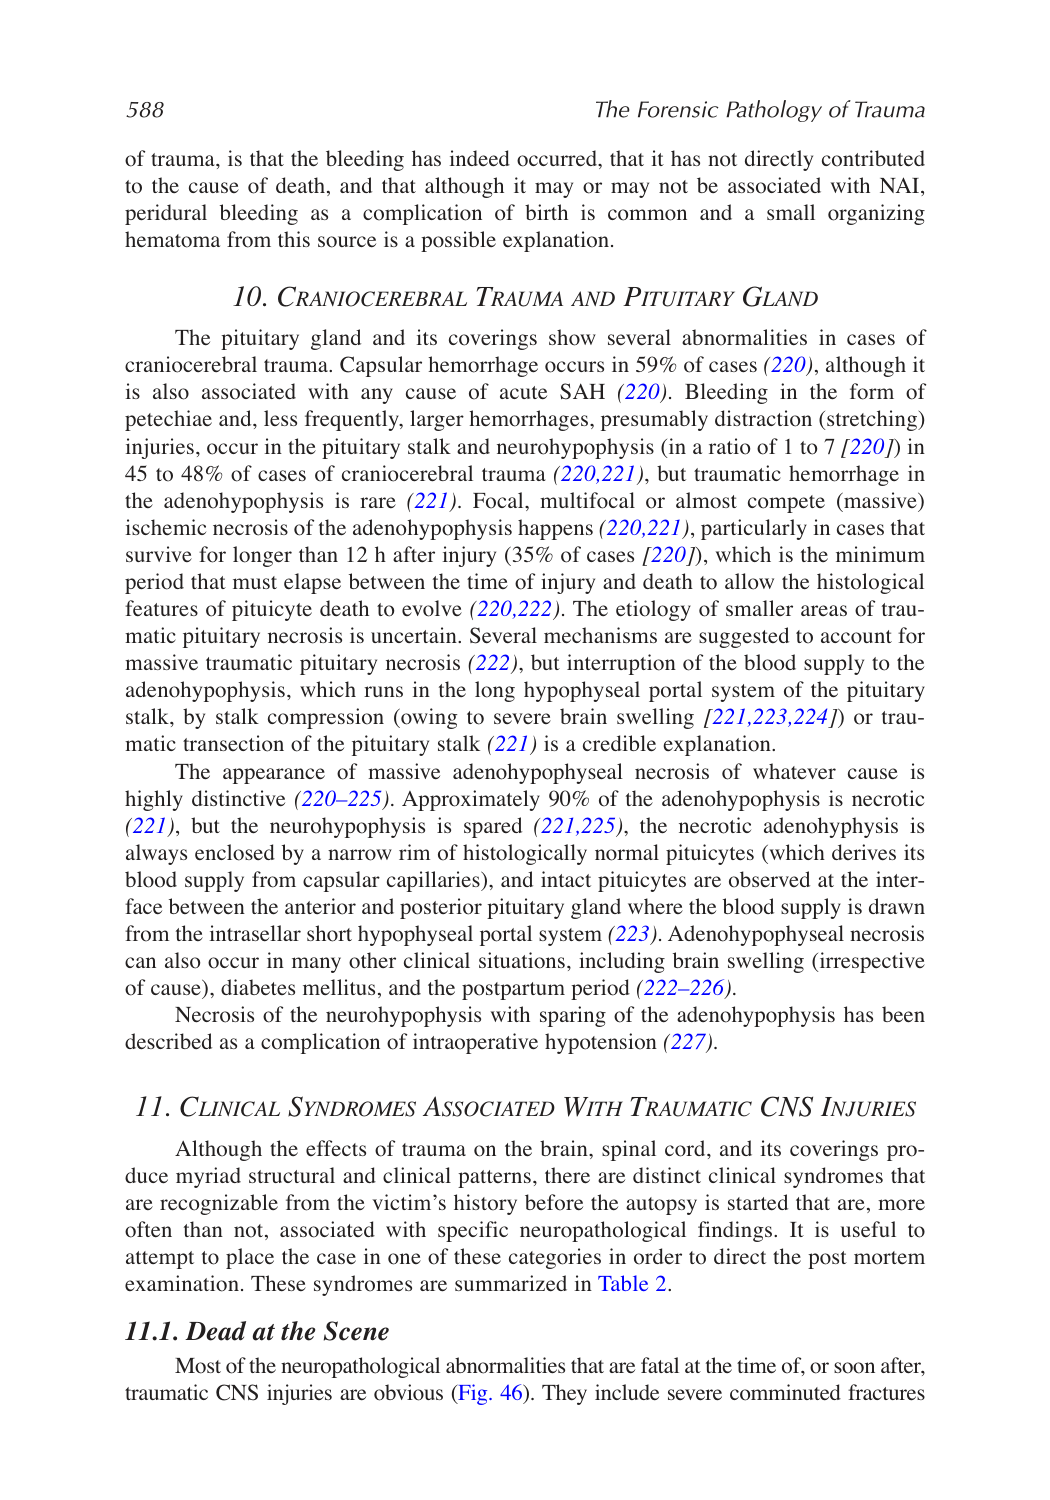 588 The Forensic Pathology of Trauma
of trauma, is that the bleeding has indeed occurred, that it has not directly contributed
to the cause of death, and that although it may or may not be associated with NAI,
peridural bleeding as a complication of birth is common and a small organizing
hematoma from this source is a possible explanation.
10. CRANIOCEREBRAL TRAUMA AND PITUITARY GLAND
The pituitary gland and its coverings show several abnormalities in cases of
craniocerebral trauma. Capsular hemorrhage occurs in 59% of cases (220), although it
is also associated with any cause of acute SAH (220). Bleeding in the form of
petechiae and, less frequently, larger hemorrhages, presumably distraction (stretching)
injuries, occur in the pituitary stalk and neurohypophysis (in a ratio of 1 to 7 [220]) in
45 to 48% of cases of craniocerebral trauma (220,221), but traumatic hemorrhage in
the adenohypophysis is rare (221). Focal, multifocal or almost compete (massive)
ischemic necrosis of the adenohypophysis happens (220,221), particularly in cases that
survive for longer than 12 h after injury (35% of cases [220]), which is the minimum
period that must elapse between the time of injury and death to allow the histological
features of pituicyte death to evolve (220,222). The etiology of smaller areas of trau-
matic pituitary necrosis is uncertain. Several mechanisms are suggested to account for
massive traumatic pituitary necrosis (222), but interruption of the blood supply to the
adenohypophysis, which runs in the long hypophyseal portal system of the pituitary
stalk, by stalk compression (owing to severe brain swelling [221,223,224]) or trau-
matic transection of the pituitary stalk (221) is a credible explanation.
The appearance of massive adenohypophyseal necrosis of whatever cause is
highly distinctive (220–225). Approximately 90% of the adenohypophysis is necrotic
(221), but the neurohypophysis is spared (221,225), the necrotic adenohyphysis is
always enclosed by a narrow rim of histologically normal pituicytes (which derives its
blood supply from capsular capillaries), and intact pituicytes are observed at the inter-
face between the anterior and posterior pituitary gland where the blood supply is drawn
from the intrasellar short hypophyseal portal system (223). Adenohypophyseal necrosis
can also occur in many other clinical situations, including brain swelling (irrespective
of cause), diabetes mellitus, and the postpartum period (222–226).
Necrosis of the neurohypophysis with sparing of the adenohypophysis has been
described as a complication of intraoperative hypotension (227).
11. CLINICAL SYNDROMES ASSOCIATED WITH TRAUMATIC CNS INJURIES
Although the effects of trauma on the brain, spinal cord, and its coverings pro-
duce myriad structural and clinical patterns, there are distinct clinical syndromes that
are recognizable from the victim's history before the autopsy is started that are, more
often than not, associated with specific neuropathological findings. It is useful to
attempt to place the case in one of these categories in order to direct the post mortem
examination. These syndromes are summarized in Table 2.
11.1. Dead at the Scene
Most of the neuropathological abnormalities that are fatal at the time of, or soon after,
traumatic CNS injuries are obvious (Fig. 46). They include severe comminuted fractures